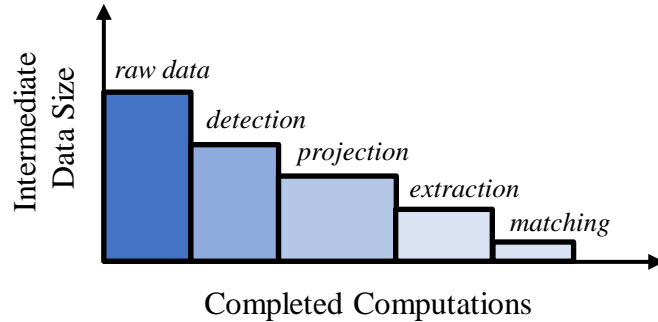 raw data
detection
projection
extraction
matching
Intermediate
Data Size
Completed Computations